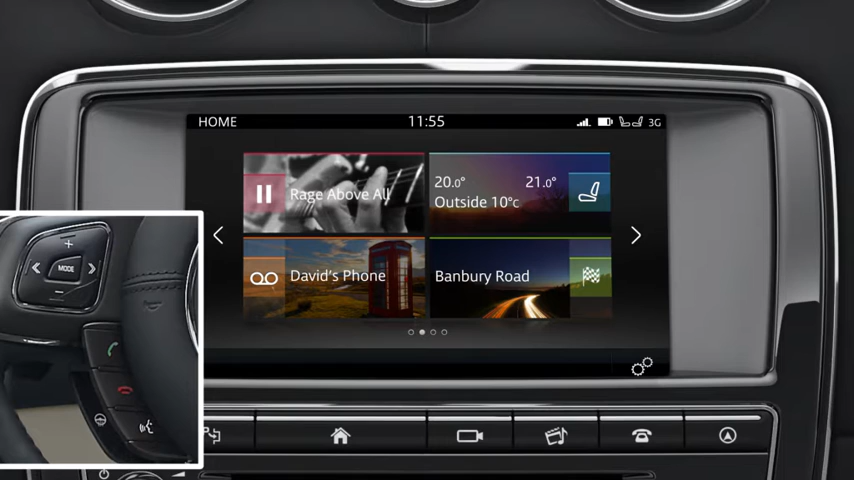 HOME
11:55
3G
Rage Above All
20.0°
21.0°
Outside 10°c
David's Phone
Banbury Road
+
MODE
−